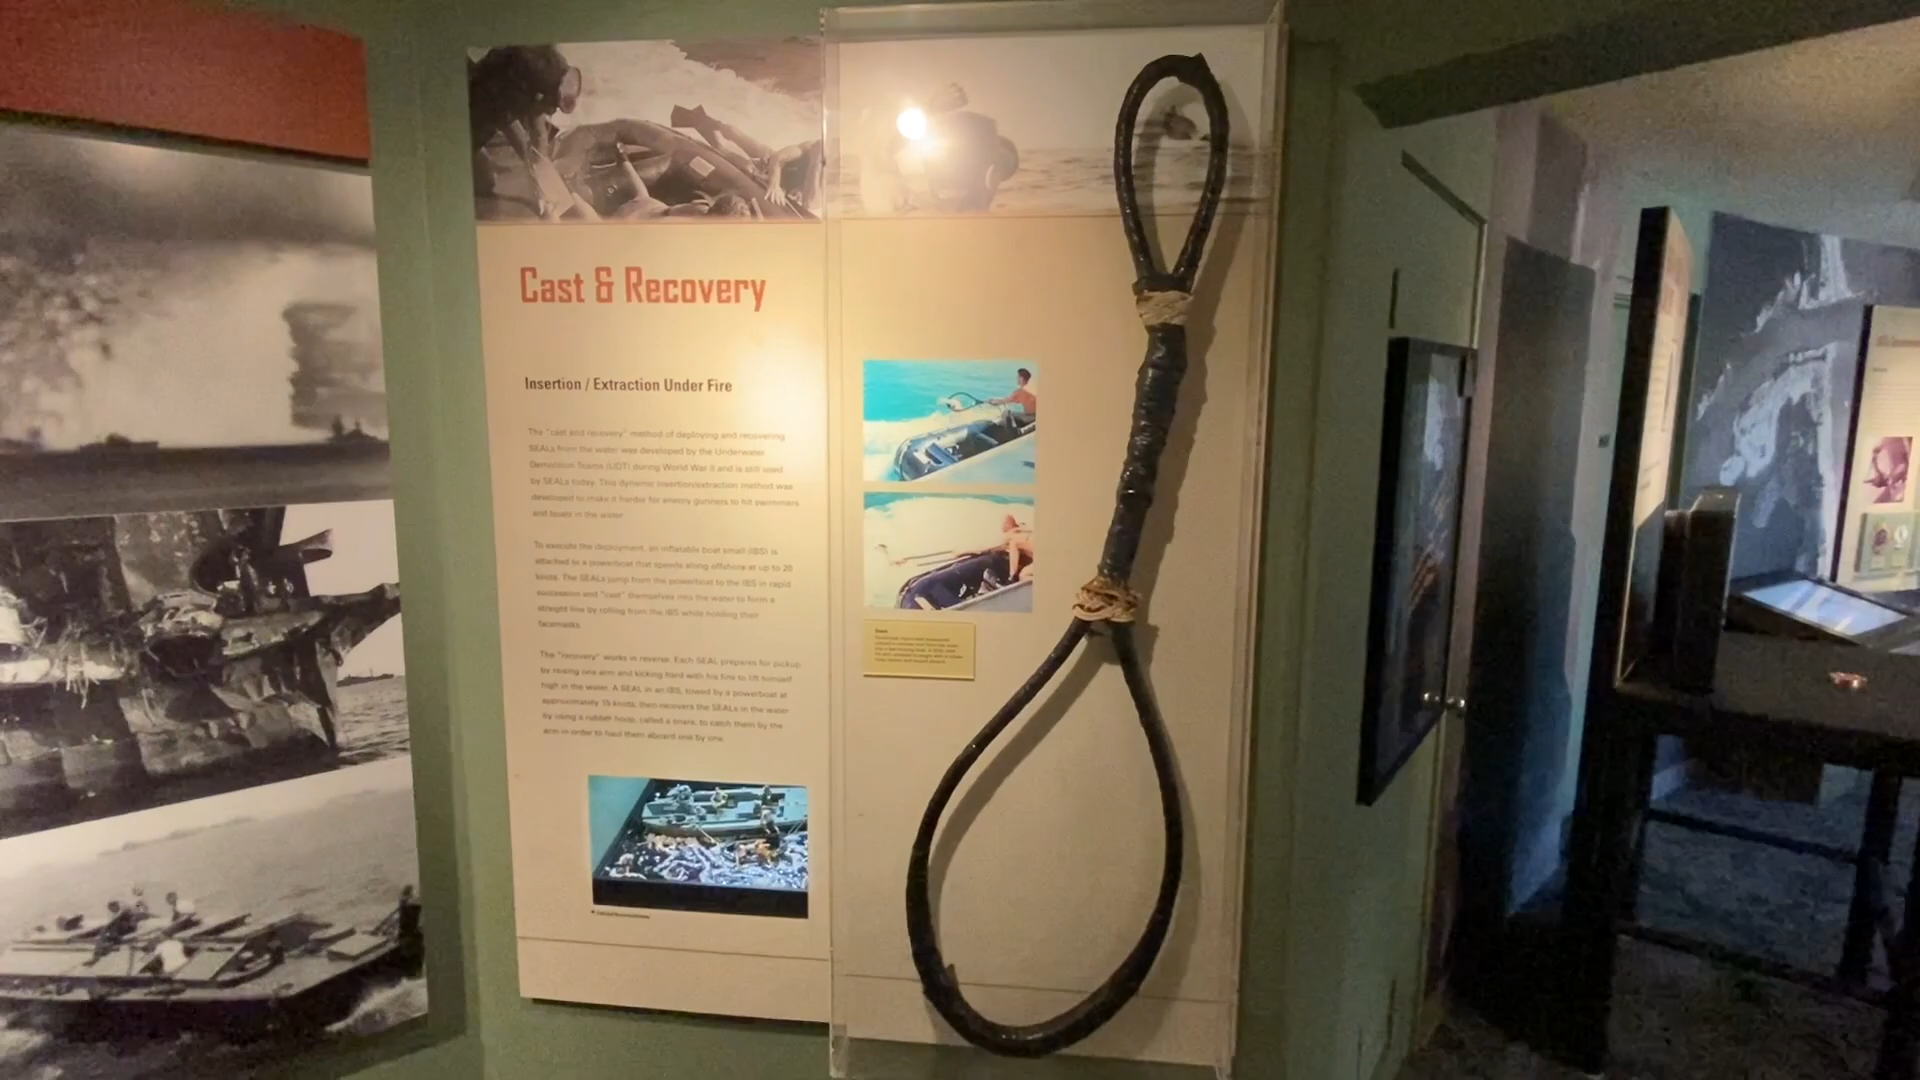 Cast & Recovery
Insertion / Extraction Under Fire
The "cast and recovery" method of deploying and recovering
SEALs from the water was developed by the Underwater
Demolition Teams (UDT) during World War II and is still used
by SEALs today. This dynamic insertion/extraction method was
developed to make it harder for enemy gunners to hit swimmers
and boats in the water.
To execute the deployment, an inflatable boat small (IBS) is
attached to a powerboat that speeds along offshore at up to 20
knots. The SEALs jump from the powerboat to the IBS in rapid
succession and "cast" themselves into the water to form a
straight line by rolling from the IBS while holding their
facemasks.
The "recovery" works in reverse. Each SEAL prepares for pickup
by raising one arm and kicking hard with his fins to lift himself
high in the water. A SEAL in an IBS, towed by a powerboat at
approximately 15 knots, then recovers the SEALs in the water
by using a rubber hoop, called a snare, to catch them by the
arm in order to haul them aboard one by one.